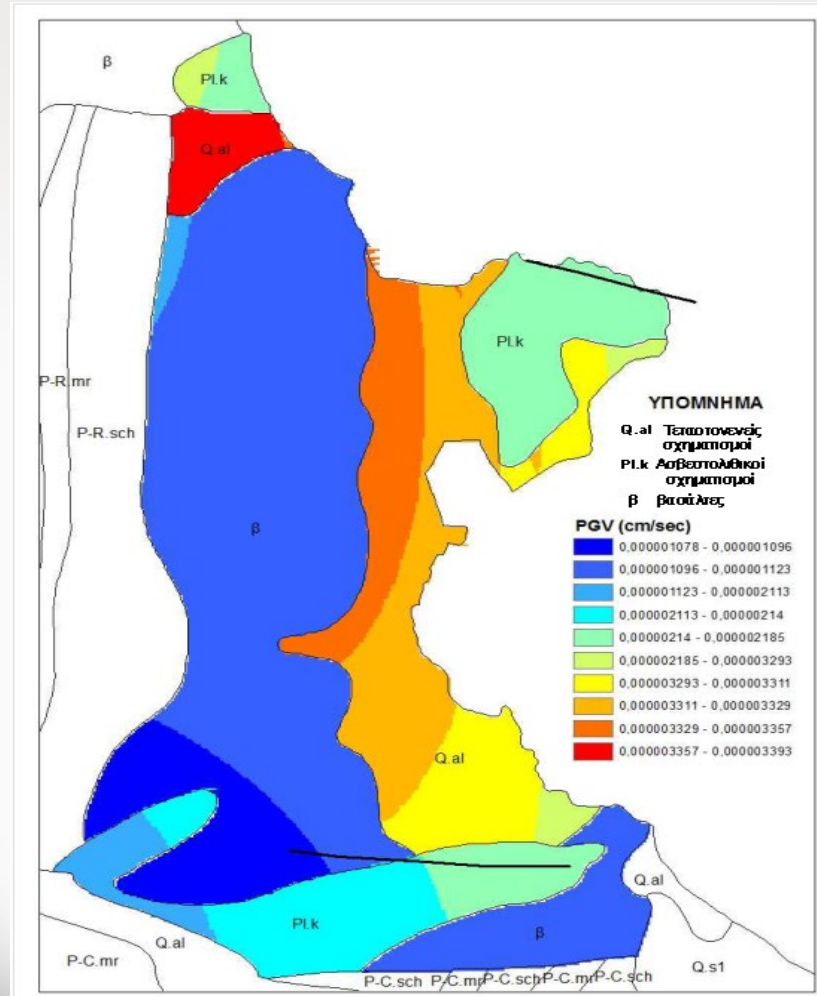 β
Pl.k
Q.al
Pl.k
P-R.mr
P-R.sch
β
ΥΠΟΜΝΗΜΑ
Q.al
σχηματισμοί
Pl.k Ασβεστολιθικοί
σχηματισμοί
β βασάλτες
PGV (cm/sec)
0,000001078 - 0,000001096
0,000001096 - 0,000001123
0,000001123 - 0,000002113
0,000002113 - 0,00000214
0,00000214 - 0,000002185
0,000002185 - 0,000003293
0,000003293 - 0,000003311
0,000003311 - 0,000003329
0,000003329 - 0,000003357
0,000003357 - 0,000003393
Q.al
Q.al
Pl.k
β
Q.al
P-C.mr
Q.s1
P-C.sch P-C.mr P-C.sch P-C.mr P-C.sch